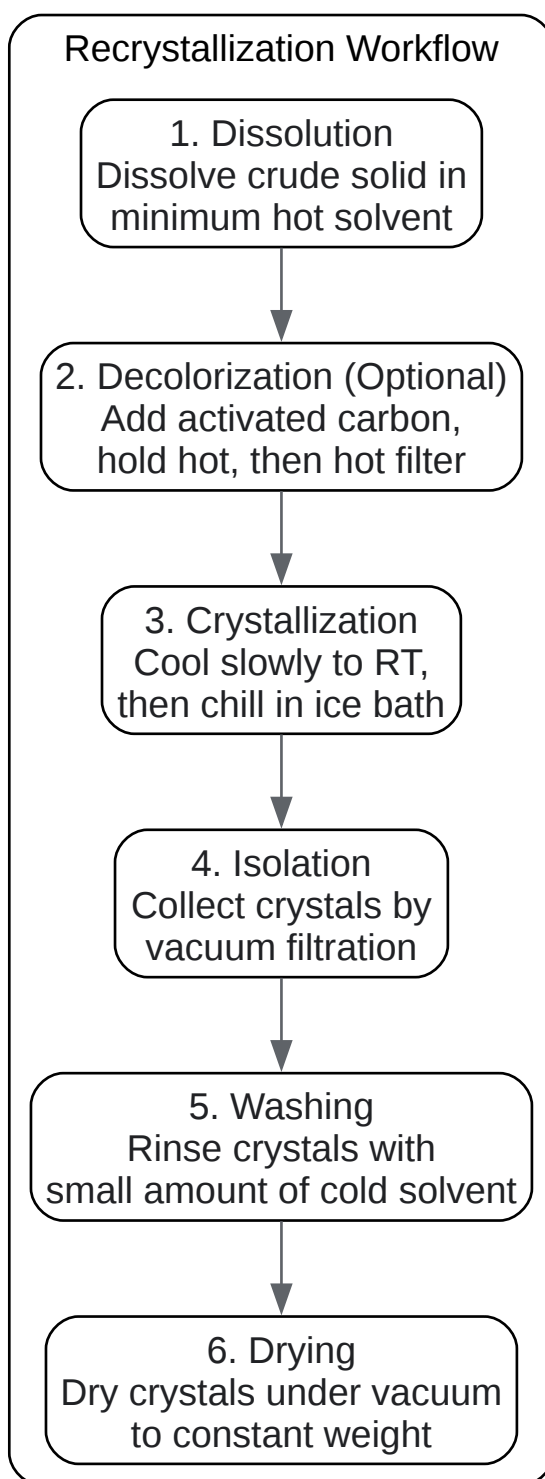 Recrystallization Workflow
1. Dissolution
Dissolve crude solid in
minimum hot solvent
2. Decolorization (Optional)
Add activated carbon,
hold hot, then hot filter
3. Crystallization
Cool slowly to RT,
then chill in ice bath
4. Isolation
Collect crystals by
vacuum filtration
5. Washing
Rinse crystals with
small amount of cold solvent
6. Drying
Dry crystals under vacuum
to constant weight